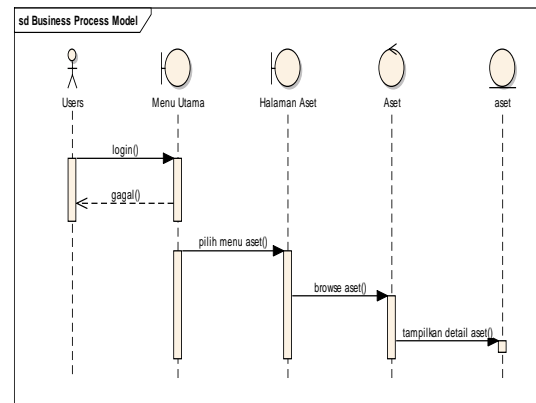 sd Business Process Model
Users
Menu Utama
Halaman Aset
Aset
aset
login()
gagal()
pilih menu aset()
browse aset()
tampilkan detail aset()